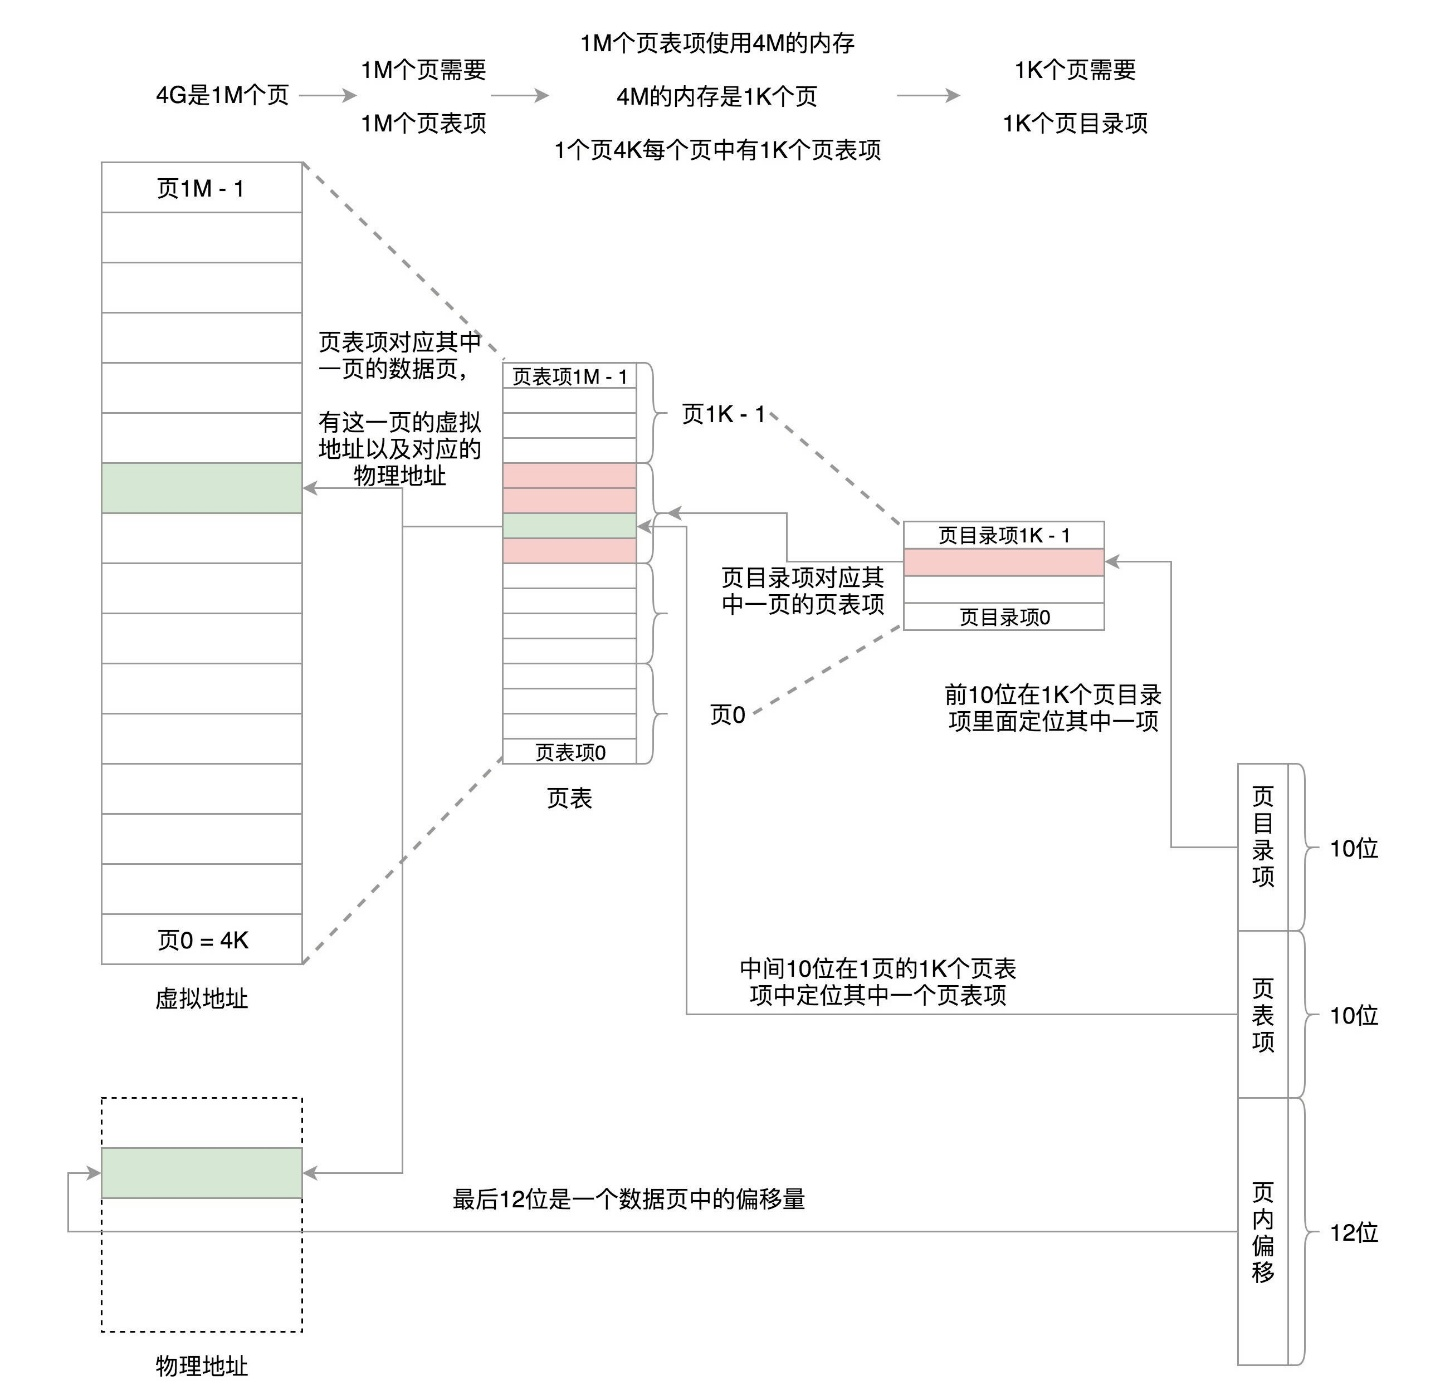 1M个页表项使用4M的内存
1M个页需要
1K个页需要
4G是1M个页
4M的内存是1K个页
1M个页表项
1K个页目录项
1个页4K每个页中有1K个页表项
页1M - 1
页表项对应其中
一页的数据页，
页表项1M - 1
页1K - 1
有这一页的虚拟
地址以及对应的
物理地址
页目录项1K - 1
页目录项对应其
中一页的页表项
页目录项0
前10位在1K个页目录
项里面定位其中一项
页0
页表项0
页表
页目录项
10位
页0 = 4K
中间10位在1页的1K个页表
项中定位其中一个页表项
虚拟地址
页表项
10位
最后12位是一个数据页中的偏移量
页内偏移
12位
物理地址